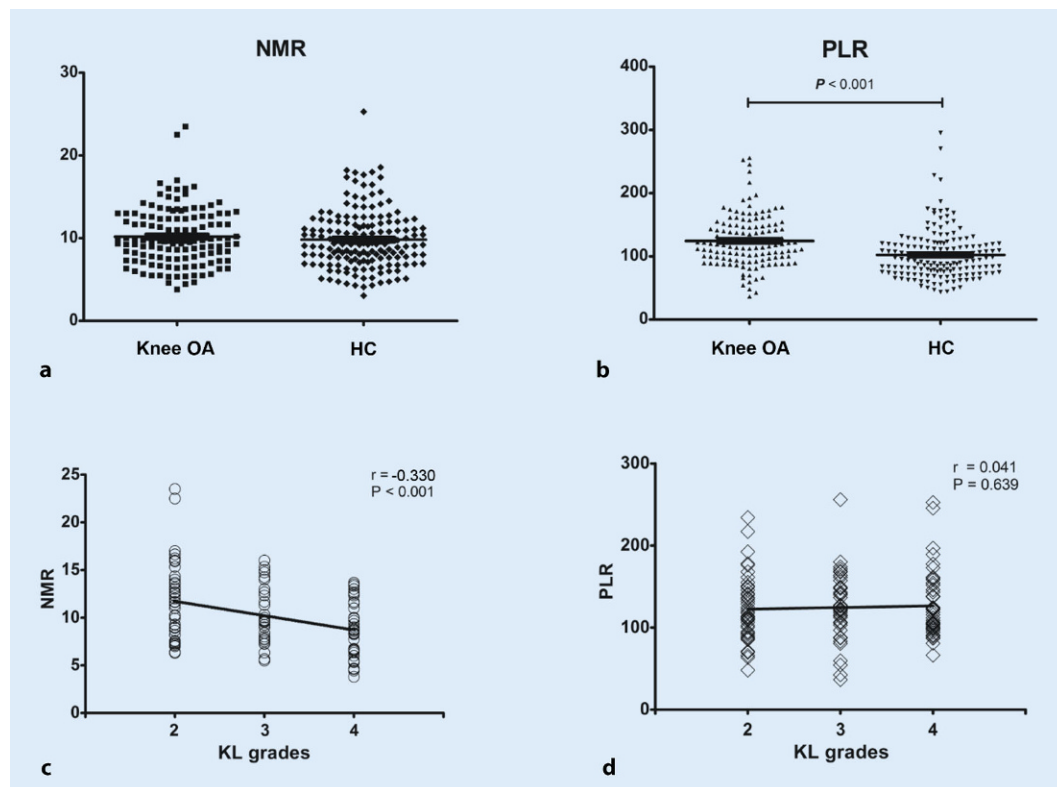 NMR
30
20
10
0
Knee OA HC
a
PLR
P < 0.001
400
300
200
100
0
Knee OA HC
b
r = -0.330
P < 0.001
NMR
25
20
15
10
5
0
2 3 4
KL grades
c
r = 0.041
P = 0.639
PLR
300
200
100
0
2 3 4
KL grades
d